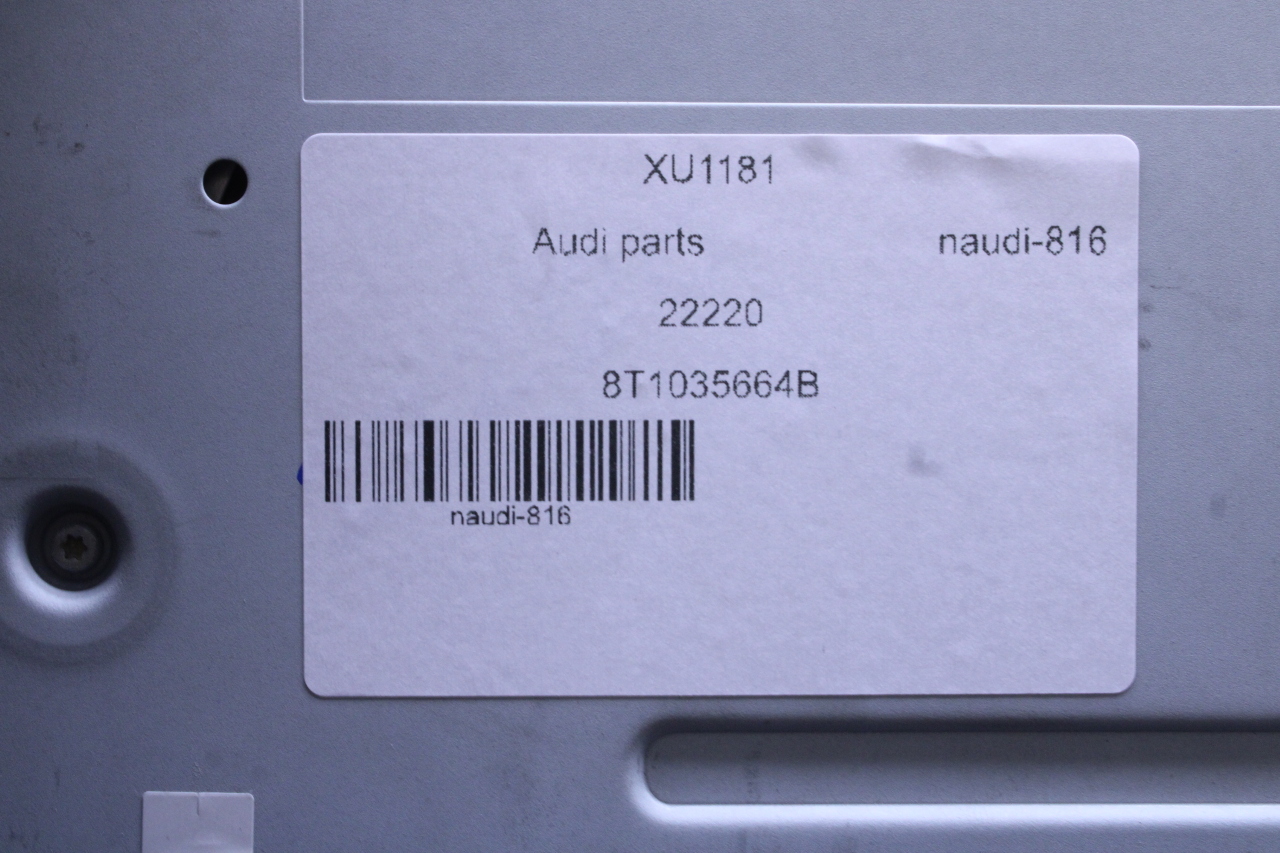 XU1181
Audi parts naudi-816
22220
8T1035664B
naudi-816